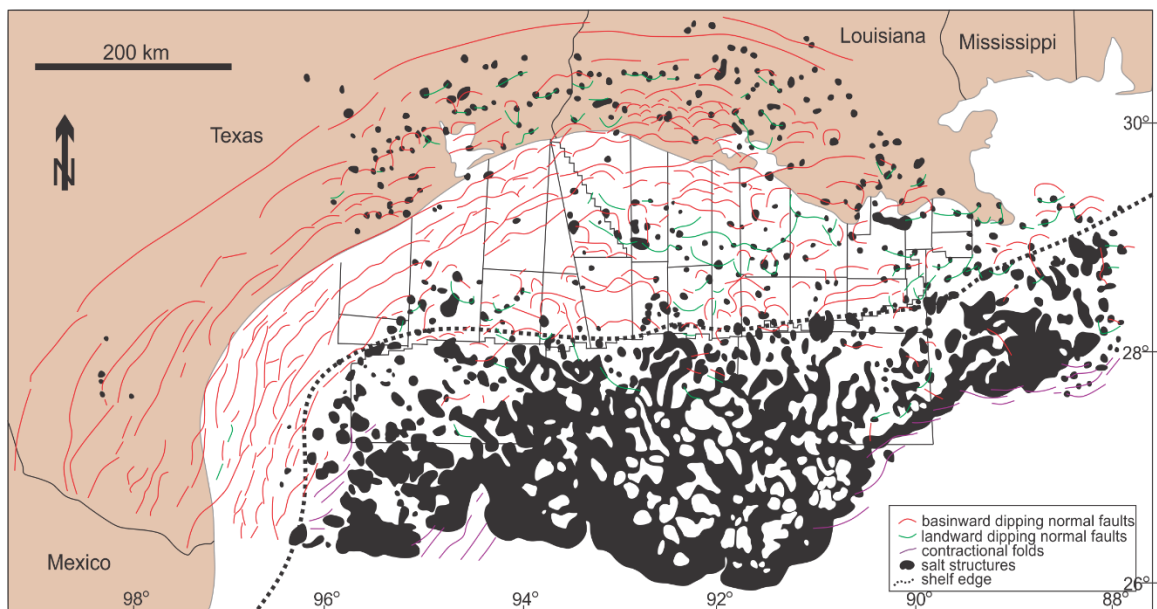 200 km
Louisiana
Mississippi
Texas
N
30°
28°
basinward dipping normal faults
landward dipping normal faults
contractional folds
salt structures
shelf edge
Mexico
26°
98°
96°
94°
92°
90°
88°